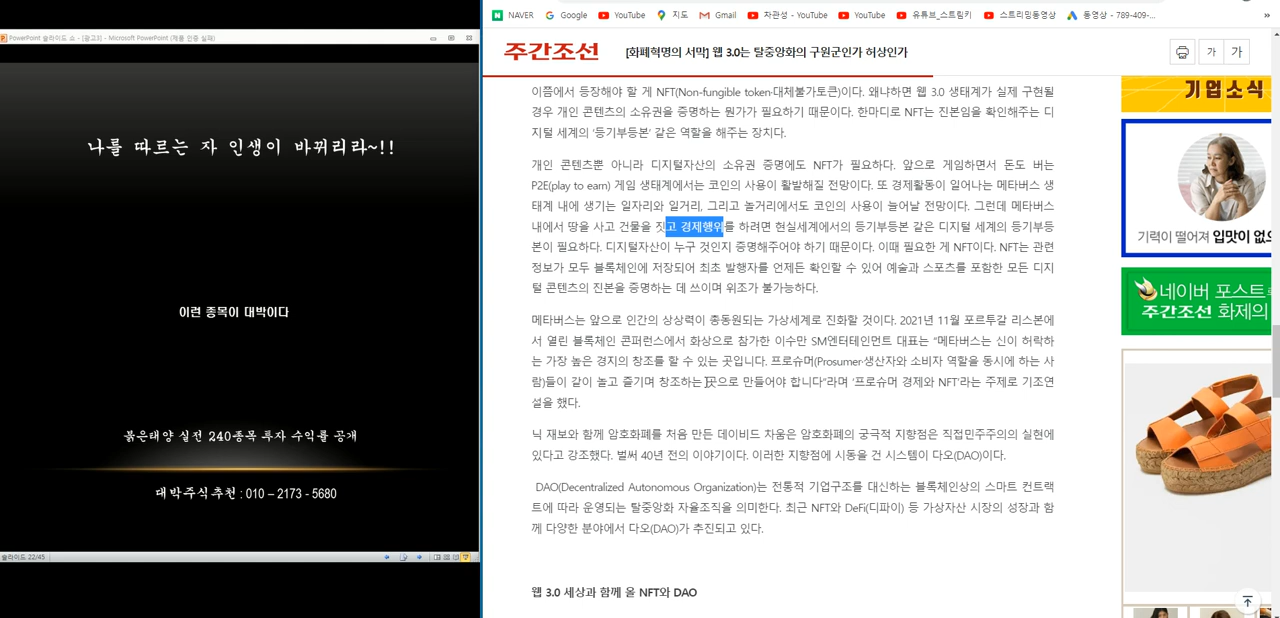 PowerPoint 슬라이드 쇼 - [광고3] - Microsoft PowerPoint (제품 인증 실패)
나를 따르는 자 인생이 바뀌리라~!!
이런 종목이 대박이다
붉은태양 실전 240종목 투자 수익률 공개
대박주식추천 : 010 – 2173 - 5680
슬라이드 22/45
NAVER
Google
YouTube
지도
Gmail
차관성 - YouTube
YouTube
유튜브_스트림키
스트리밍동영상
동영상 - 789-409-...
»
주간조선
[화폐혁명의 서막] 웹 3.0는 탈중앙화의 구원군인가 허상인가
가
가
이쯤에서 등장해야 할 게 NFT(Non-fungible token·대체불가토큰)이다. 왜냐하면 웹 3.0 생태계가 실제 구현될
경우 개인 콘텐츠의 소유권을 증명하는 뭔가가 필요하기 때문이다. 한마디로 NFT는 진본임을 확인해주는 디
지털 세계의 ‘등기부등본’ 같은 역할을 해주는 장치다.
개인 콘텐츠뿐 아니라 디지털자산의 소유권 증명에도 NFT가 필요하다. 앞으로 게임하면서 돈도 버는
P2E(play to earn) 게임 생태계에서는 코인의 사용이 활발해질 전망이다. 또 경제활동이 일어나는 메타버스 생
태계 내에 생기는 일자리와 일거리, 그리고 놀거리에서도 코인의 사용이 늘어날 전망이다. 그런데 메타버스
내에서 땅을 사고 건물을 짓고 경제행위를 하려면 현실세계에서의 등기부등본 같은 디지털 세계의 등기부등
본이 필요하다. 디지털자산이 누구 것인지 증명해주어야 하기 때문이다. 이때 필요한 게 NFT이다. NFT는 관련
정보가 모두 블록체인에 저장되어 최초 발행자를 언제든 확인할 수 있어 예술과 스포츠를 포함한 모든 디지
털 콘텐츠의 진본을 증명하는 데 쓰이며 위조가 불가능하다.
메타버스는 앞으로 인간의 상상력이 총동원되는 가상세계로 진화할 것이다. 2021년 11월 포르투갈 리스본에
서 열린 블록체인 콘퍼런스에서 화상으로 참가한 이수만 SM엔터테인먼트 대표는 “메타버스는 신이 허락하
는 가장 높은 경지의 창조를 할 수 있는 곳입니다. 프로슈머(Prosumer·생산자와 소비자 역할을 동시에 하는 사
람)들이 같이 놀고 즐기며 창조하는 곳으로 만들어야 합니다”라며 ‘프로슈머 경제와 NFT’라는 주제로 기조연
설을 했다.
닉 재보와 함께 암호화폐를 처음 만든 데이비드 차움은 암호화폐의 궁극적 지향점은 직접민주주의의 실현에
있다고 강조했다. 벌써 40년 전의 이야기이다. 이러한 지향점에 시동을 건 시스템이 다오(DAO)이다.
DAO(Decentralized Autonomous Organization)는 전통적 기업구조를 대신하는 블록체인상의 스마트 컨트랙
트에 따라 운영되는 탈중앙화 자율조직을 의미한다. 최근 NFT와 DeFi(디파이) 등 가상자산 시장의 성장과 함
께 다양한 분야에서 다오(DAO)가 추진되고 있다.
웹 3.0 세상과 함께 올 NFT와 DAO
기업소식
기력이 떨어져 입맛이 없
네이버 포스트
주간조선 화제의